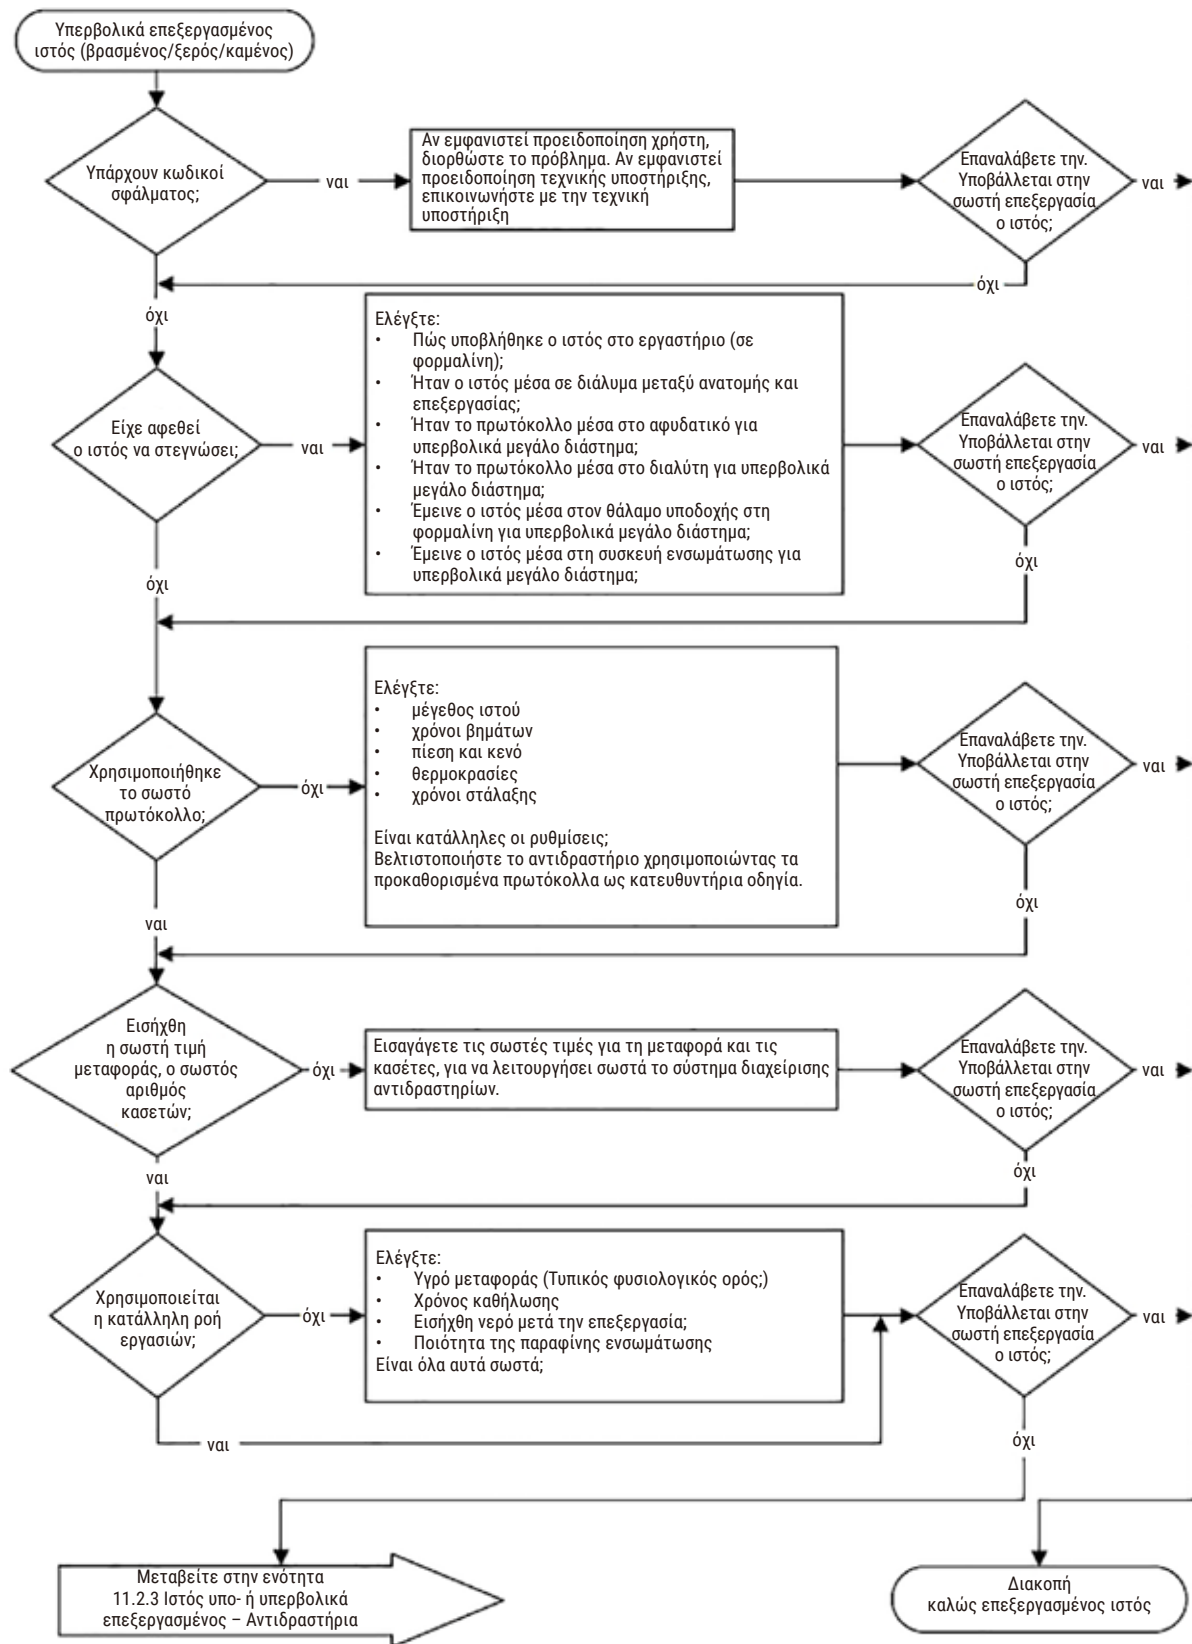 Υπερβολικά επεξεργασμένος
ιστός (βρασμένος/ξερός/καμένος)
Υπάρχουν κωδικοί
σφάλματος;
ναι
Αν εμφανιστεί προειδοποίηση χρήστη,
διορθώστε το πρόβλημα. Αν εμφανιστεί
προειδοποίηση τεχνικής υποστήριξης,
επικοινωνήστε με την τεχνική
υποστήριξη
Επαναλάβετε την.
Υποβάλλεται στην
σωστή επεξεργασία
ο ιστός;
ναι
όχι
όχι
Είχε αφεθεί
ο ιστός να στεγνώσει;
ναι
Ελέγξτε:
• Πώς υποβλήθηκε ο ιστός στο εργαστήριο (σε
φορμαλίνη);
• Ήταν ο ιστός μέσα σε διάλυμα μεταξύ ανατομής και
επεξεργασίας;
• Ήταν το πρωτόκολλο μέσα στο αφυδατικό για
υπερβολικά μεγάλο διάστημα;
• Ήταν το πρωτόκολλο μέσα στο διαλύτη για υπερβολικά
μεγάλο διάστημα;
• Έμεινε ο ιστός μέσα στον θάλαμο υποδοχής στη
φορμαλίνη για υπερβολικά μεγάλο διάστημα;
• Έμεινε ο ιστός μέσα στη συσκευή ενσωμάτωσης για
υπερβολικά μεγάλο διάστημα;
Επαναλάβετε την.
Υποβάλλεται στην
σωστή επεξεργασία
ο ιστός;
ναι
όχι
όχι
Χρησιμοποιήθηκε
το σωστό
πρωτόκολλο;
όχι
Ελέγξτε:
• μέγεθος ιστού
• χρόνοι βημάτων
• πίεση και κενό
• θερμοκρασίες
• χρόνοι στάλαξης
Είναι κατάλληλες οι ρυθμίσεις;
Βελτιστοποιήστε το αντιδραστήριο χρησιμοποιώντας τα
προκαθορισμένα πρωτόκολλα ως κατευθυντήρια οδηγία.
Επαναλάβετε την.
Υποβάλλεται στην
σωστή επεξεργασία
ο ιστός;
ναι
όχι
ναι
Εισήχθη
η σωστή τιμή
μεταφοράς, ο σωστός
αριθμός
κασετών;
όχι
Εισαγάγετε τις σωστές τιμές για τη μεταφορά και τις
κασέτες, για να λειτουργήσει σωστά το σύστημα διαχείρισης
αντιδραστηρίων.
Επαναλάβετε την.
Υποβάλλεται στην
σωστή επεξεργασία
ο ιστός;
ναι
όχι
ναι
Χρησιμοποιείται
η κατάλληλη ροή
εργασιών;
όχι
Ελέγξτε:
• Υγρό μεταφοράς (Τυπικός φυσιολογικός ορός;)
• Χρόνος καθήλωσης
• Εισήχθη νερό μετά την επεξεργασία;
• Ποιότητα της παραφίνης ενσωμάτωσης
Είναι όλα αυτά σωστά;
Επαναλάβετε την.
Υποβάλλεται στην
σωστή επεξεργασία
ο ιστός;
ναι
ναι
όχι
Μεταβείτε στην ενότητα
11.2.3 Ιστός υπο- ή υπερβολικά
επεξεργασμένος – Αντιδραστήρια
Διακοπή
καλώς επεξεργασμένος ιστός